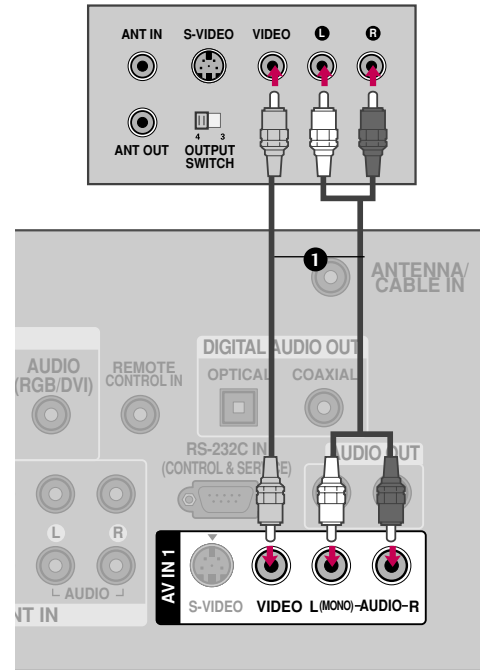 ANT IN S-VIDEO VIDEO L R
ANT OUT
4 3
OUTPUT
SWITCH
1
ANTENNA/
CABLE IN
DIGITAL AUDIO OUT
AUDIO
(RGB/DVI)
REMOTE
CONTROL IN
OPTICAL COAXIAL
RS-232C IN
(CONTROL & SERVICE)
AUDIO OUT
L R
AUDIO
AV IN 1
S-VIDEO VIDEO L(MONO)-AUDIO-R
NT IN